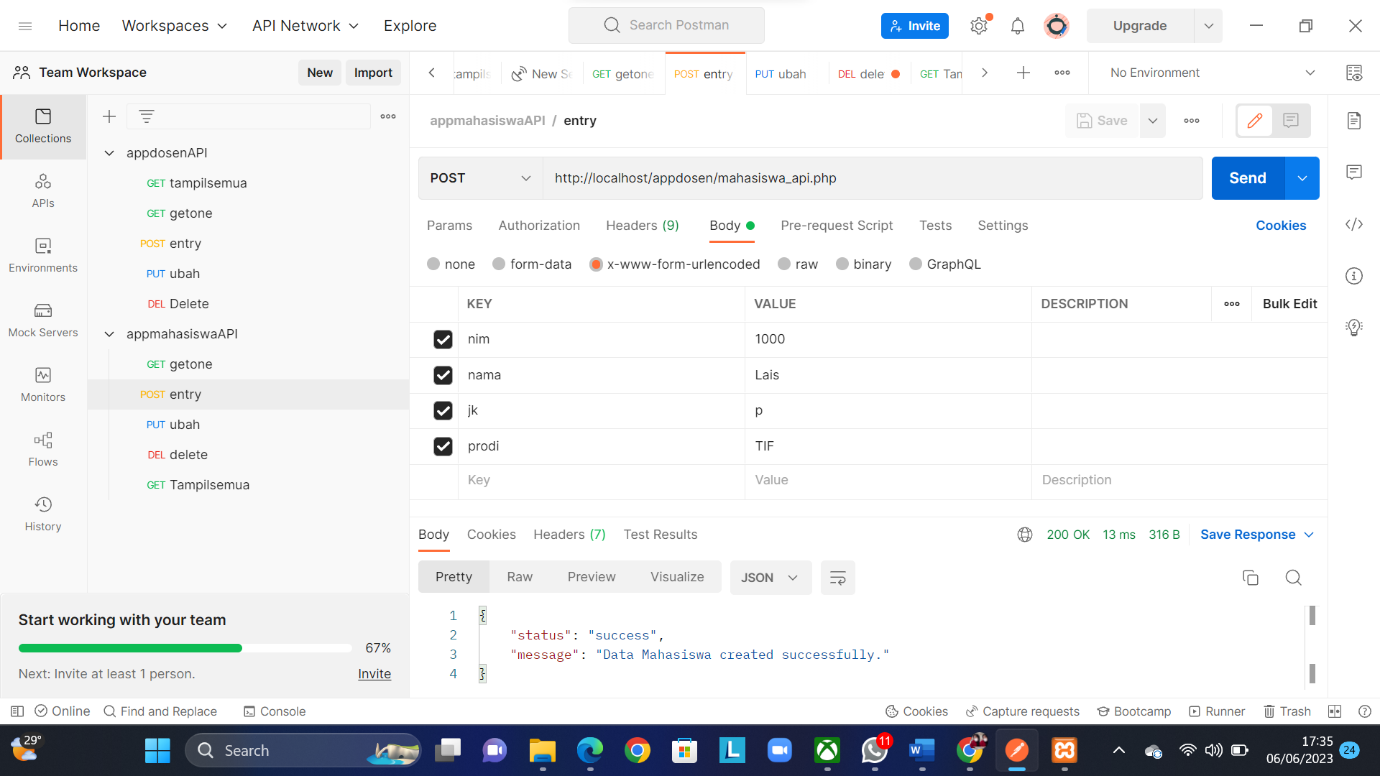 Home Workspaces API Network Explore Search Postman Invite Upgrade
Team Workspace New Import
tampils New Se GET getone POST entry PUT ubah DEL dele GET Tan No Environment
Collections
APIs
Environments
Mock Servers
Monitors
Flows
History
appdosenAPI
GET tampilsemua
GET getone
POST entry
PUT ubah
DEL Delete
appmahasiswaAPI
GET getone
POST entry
PUT ubah
DEL delete
GET Tampilsemua
Start working with your team
67%
Next: Invite at least 1 person. Invite
appmahasiswaAPI / entry Save
POST http://localhost/appdosen/mahasiswa_api.php Send
Params Authorization Headers (9) Body Pre-request Script Tests Settings Cookies
none form-data x-www-form-urlencoded raw binary GraphQL
KEY VALUE DESCRIPTION Bulk Edit
nim 1000
nama Lais
jk p
prodi TIF
Key Value Description
Body Cookies Headers (7) Test Results 200 OK 13 ms 316 B Save Response
Pretty Raw Preview Visualize JSON
1 {
2 "status": "success",
3 "message": "Data Mahasiswa created successfully."
4 }
Online Find and Replace Console Cookies Capture requests Bootcamp Runner Trash
29° Search L 11 W 17:35
06/06/2023 24